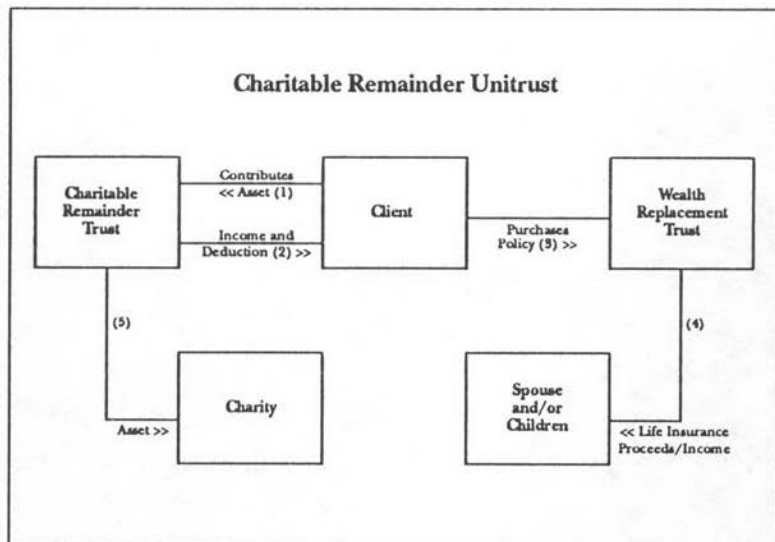 Charitable Remainder Unitrust
Charitable
Remainder
Trust
Contributes
<< Asset (1)
Income and
Deduction (2) >>
Client
Purchases
Policy (3) >>
Wealth
Replacement
Trust
(5)
(4)
Charity
Asset >>
Spouse
and/or
Children
<< Life Insurance
Proceeds/Income